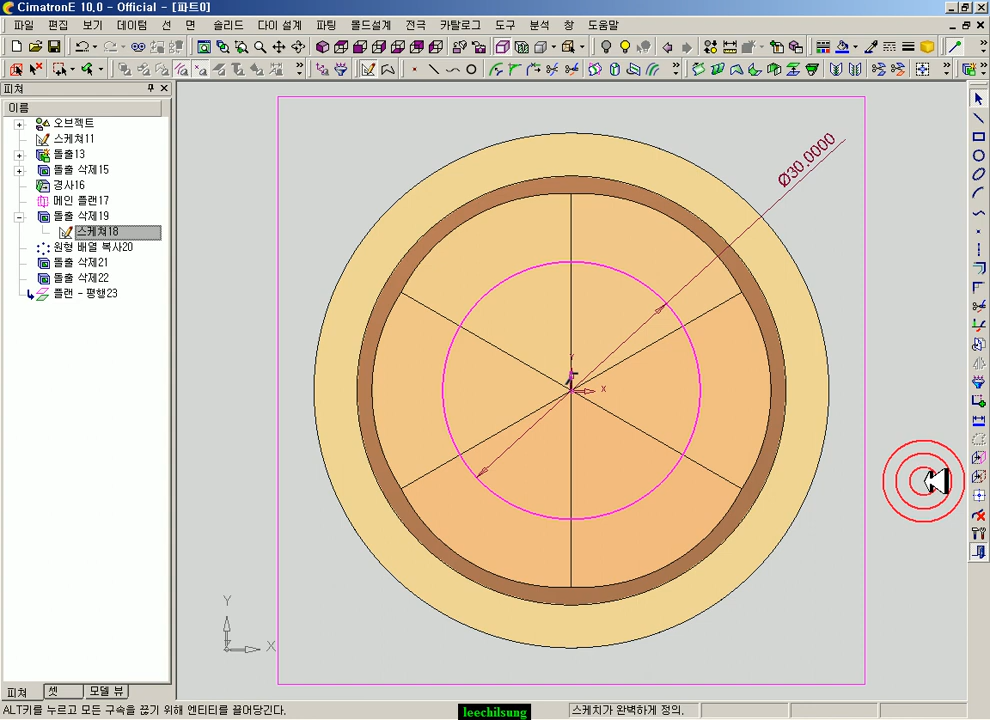 CimatronE 10,0 - Official - [파트0]
파일 편집 보기 데이텀 선 면 솔리드 다이 설계 파팅 몰드설계 전극 카탈로그 도구 분석 창 도움말
피쳐
이름
오브젝트
스케쳐11
돌출13
돌출 삭제15
경사16
메인 플랜17
돌출 삭제19
스케쳐18
원형 배열 복사20
돌출 삭제21
돌출 삭제22
플랜 - 평행23
Ø30.0000
Y
X
Y
X
피쳐 셋 모델 뷰
ALT키를 누르고 모든 구속을 끊기 위해 엔티티를 끌어당긴다.
leechilsung
스케치가 완벽하게 정의.